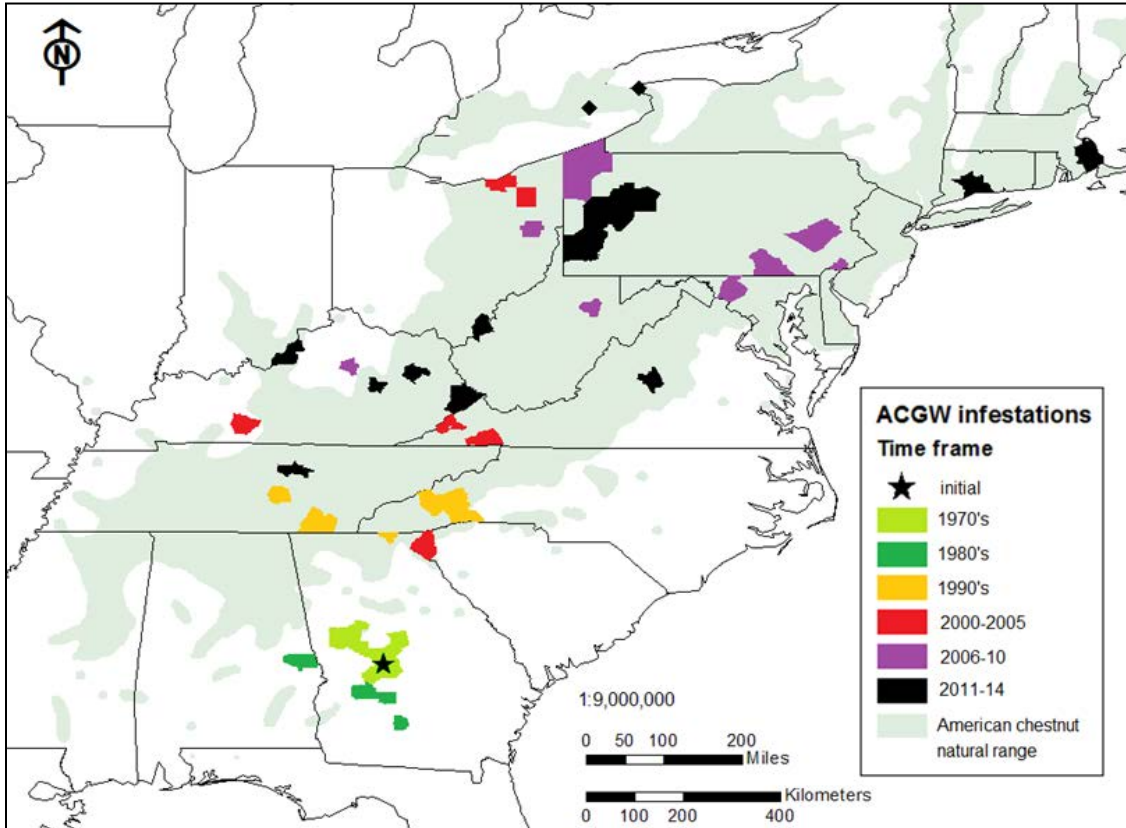 N
ACGW infestations
Time frame
initial
1970's
1980's
1990's
2000-2005
2006-10
2011-14
American chestnut
natural range
1:9,000,000
0 50 100 200
Miles
Kilometers
0 100 200 400